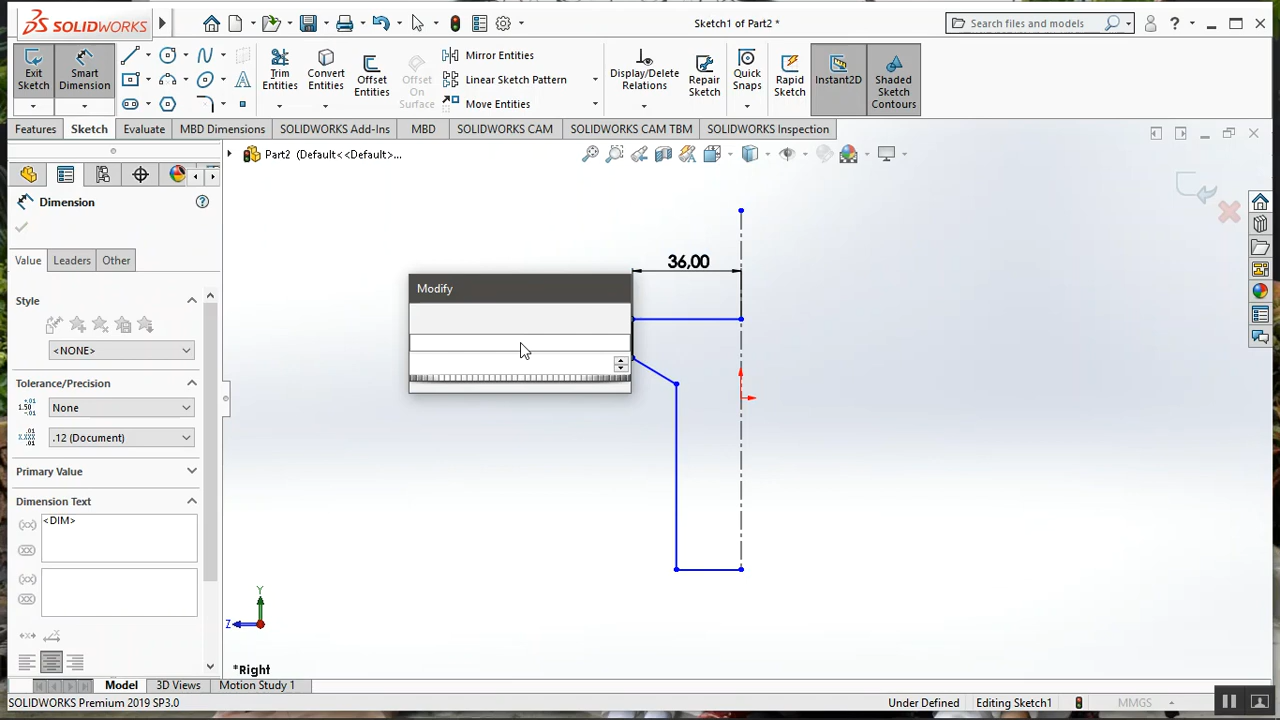 SOLIDWORKS
Sketch1 of Part2 *
Search files and models
Exit Sketch
Smart Dimension
Trim Entities
Convert Entities
Offset Entities
Offset On Surface
Mirror Entities
Linear Sketch Pattern
Move Entities
Display/Delete Relations
Repair Sketch
Quick Snaps
Rapid Sketch
Instant2D
Shaded Sketch Contours
Features
Sketch
Evaluate
MBD Dimensions
SOLIDWORKS Add-Ins
MBD
SOLIDWORKS CAM
SOLIDWORKS CAM TBM
SOLIDWORKS Inspection
Part2 (Default<<Default>...
Dimension
Value
Leaders
Other
Style
<NONE>
Tolerance/Precision
None
.12 (Document)
Primary Value
Dimension Text
<DIM>
Modify
36,00
Y
Z
*Right
Model
3D Views
Motion Study 1
SOLIDWORKS Premium 2019 SP3.0
Under Defined
Editing Sketch1
MMGS